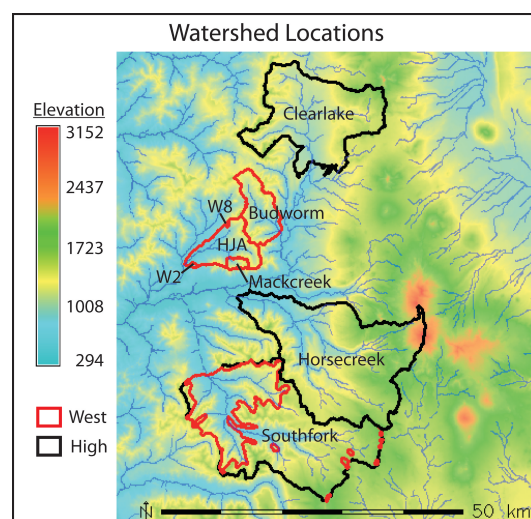 Watershed Locations
Elevation
3152
2437
1723
1008
294
West
High
Clearlake
W8
Budworm
HJA
W2
Mackcreek
Horsecreek
Southfork
N
50 km